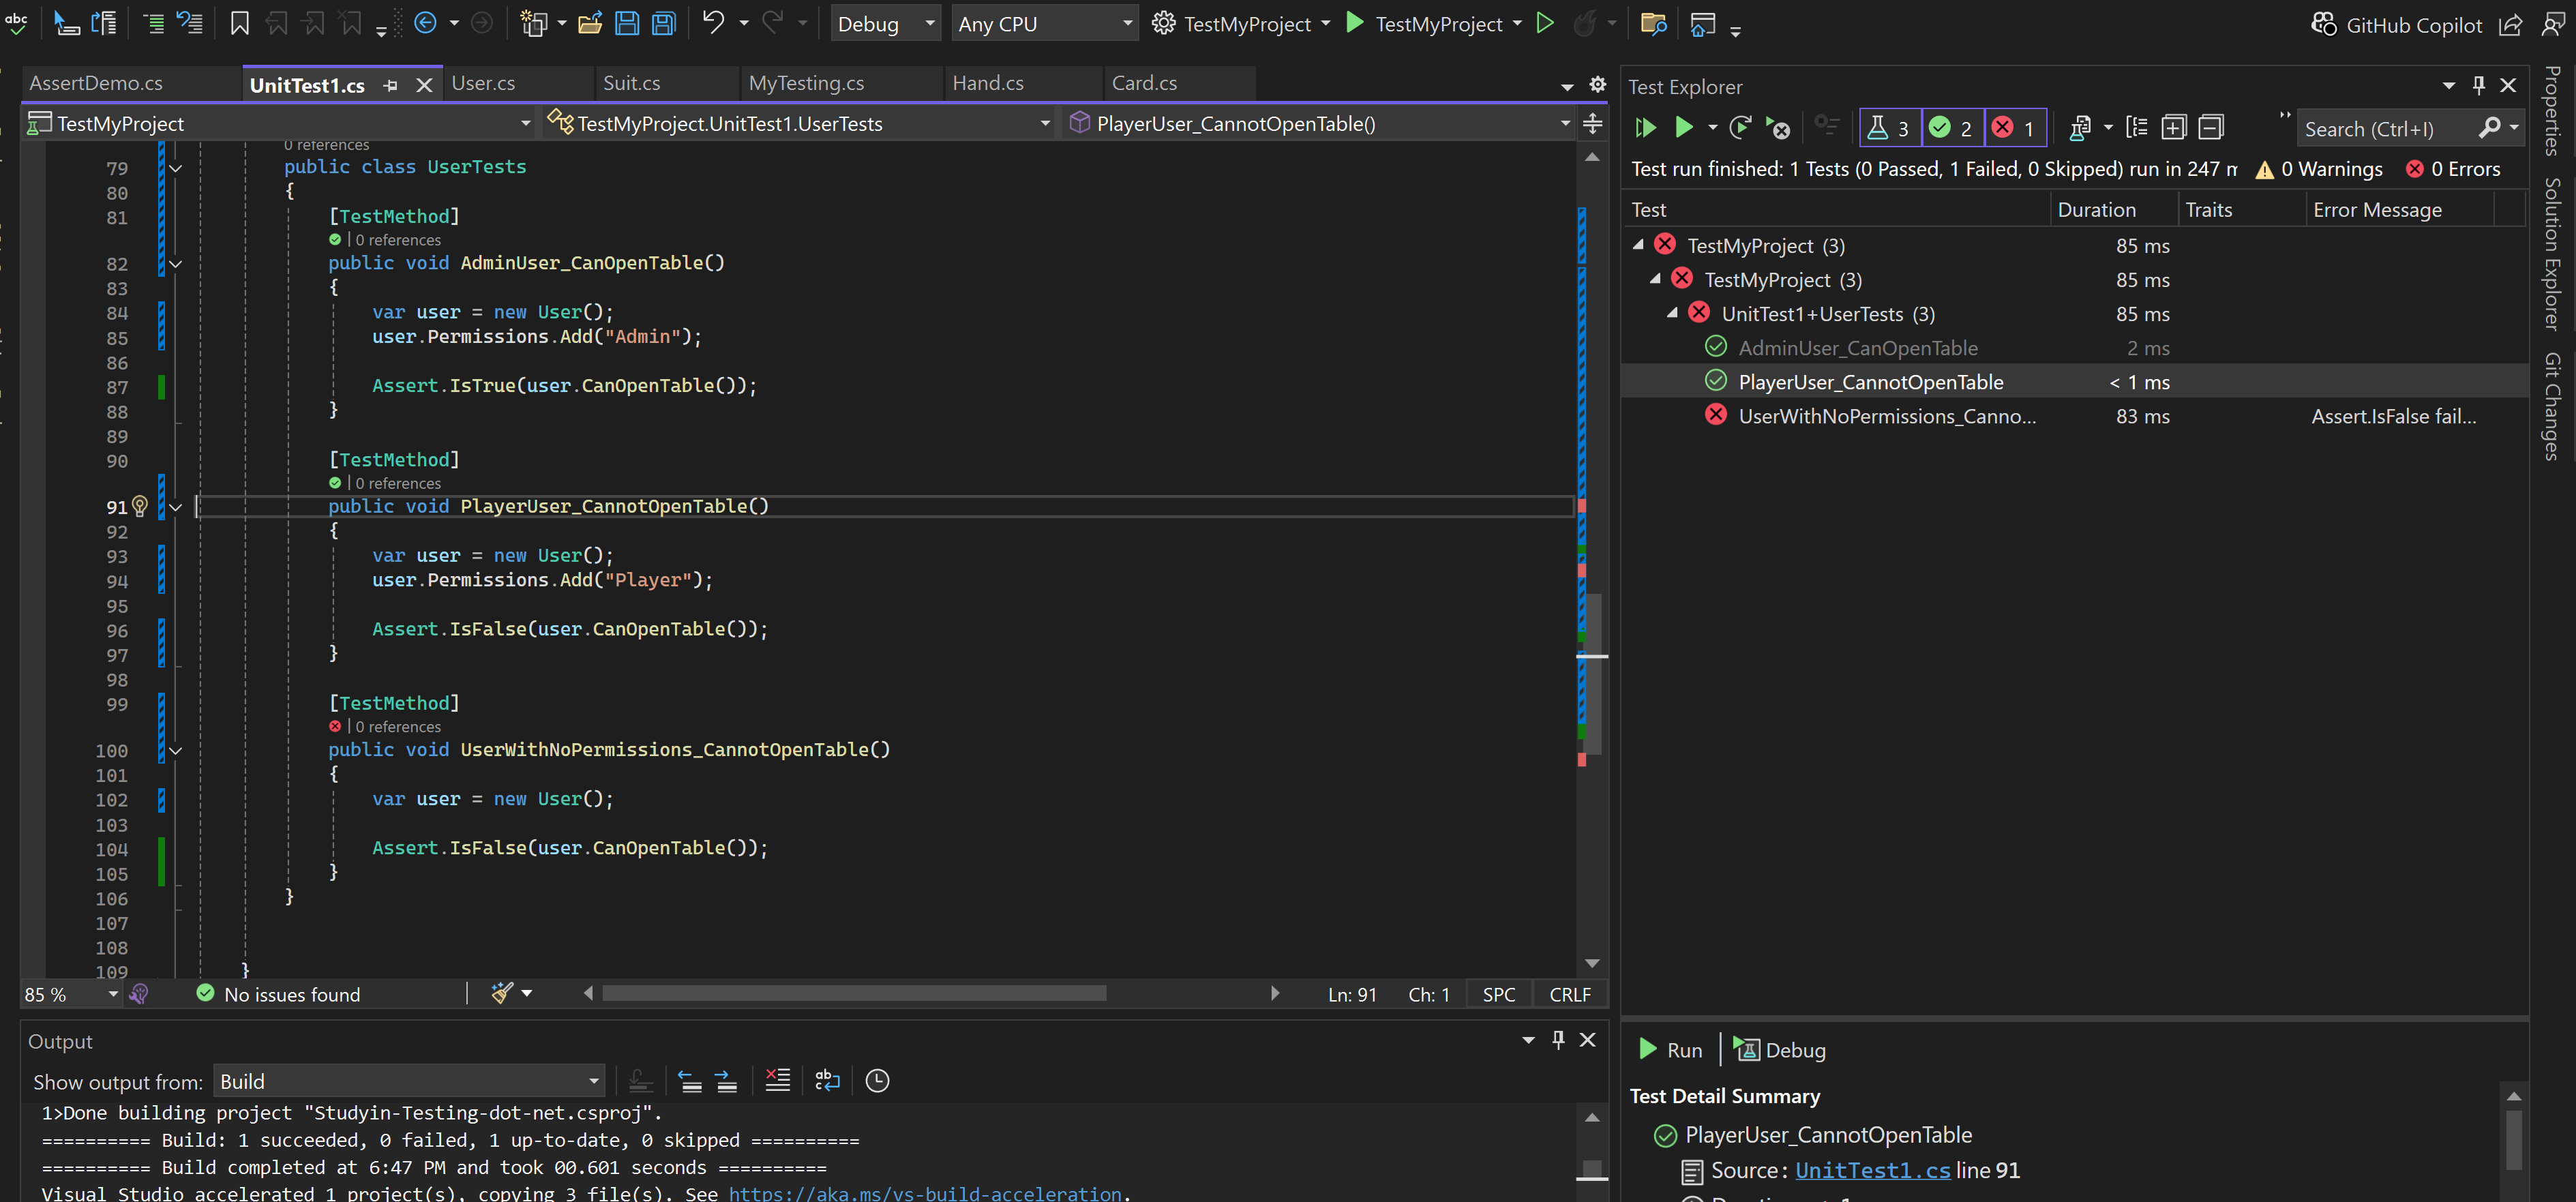 abc
Debug
Any CPU
TestMyProject
TestMyProject
GitHub Copilot
AssertDemo.cs
UnitTest1.cs
User.cs
Suit.cs
MyTesting.cs
Hand.cs
Card.cs
TestMyProject
TestMyProject.UnitTest1.UserTests
PlayerUser_CannotOpenTable()
0 references
79 public class UserTests
80 {
81 [TestMethod]
| 0 references
82 public void AdminUser_CanOpenTable()
83 {
84 var user = new User();
85 user.Permissions.Add("Admin");
86
87 Assert.IsTrue(user.CanOpenTable());
88 }
89
90 [TestMethod]
| 0 references
91 public void PlayerUser_CannotOpenTable()
92 {
93 var user = new User();
94 user.Permissions.Add("Player");
95
96 Assert.IsFalse(user.CanOpenTable());
97 }
98
99 [TestMethod]
| 0 references
100 public void UserWithNoPermissions_CannotOpenTable()
101 {
102 var user = new User();
103
104 Assert.IsFalse(user.CanOpenTable());
105 }
106 }
107
108
109 }
85 %
No issues found
Ln: 91 Ch: 1 SPC CRLF
Output
Show output from: Build
1>Done building project "Studyin-Testing-dot-net.csproj".
========== Build: 1 succeeded, 0 failed, 1 up-to-date, 0 skipped ==========
========== Build completed at 6:47 PM and took 00.601 seconds ==========
Visual Studio accelerated 1 project(s), copying 3 file(s). See https://aka.ms/vs-build-acceleration.
Test Explorer
3 2 1
Search (Ctrl+I)
Test run finished: 1 Tests (0 Passed, 1 Failed, 0 Skipped) run in 247 m
0 Warnings
0 Errors
Test Duration Traits Error Message
TestMyProject (3) 85 ms
TestMyProject (3) 85 ms
UnitTest1+UserTests (3) 85 ms
AdminUser_CanOpenTable 2 ms
PlayerUser_CannotOpenTable < 1 ms
UserWithNoPermissions_Canno... 83 ms Assert.IsFalse fail...
Run
Debug
Test Detail Summary
PlayerUser_CannotOpenTable
Source: UnitTest1.cs line 91
Properties
Solution Explorer
Git Changes